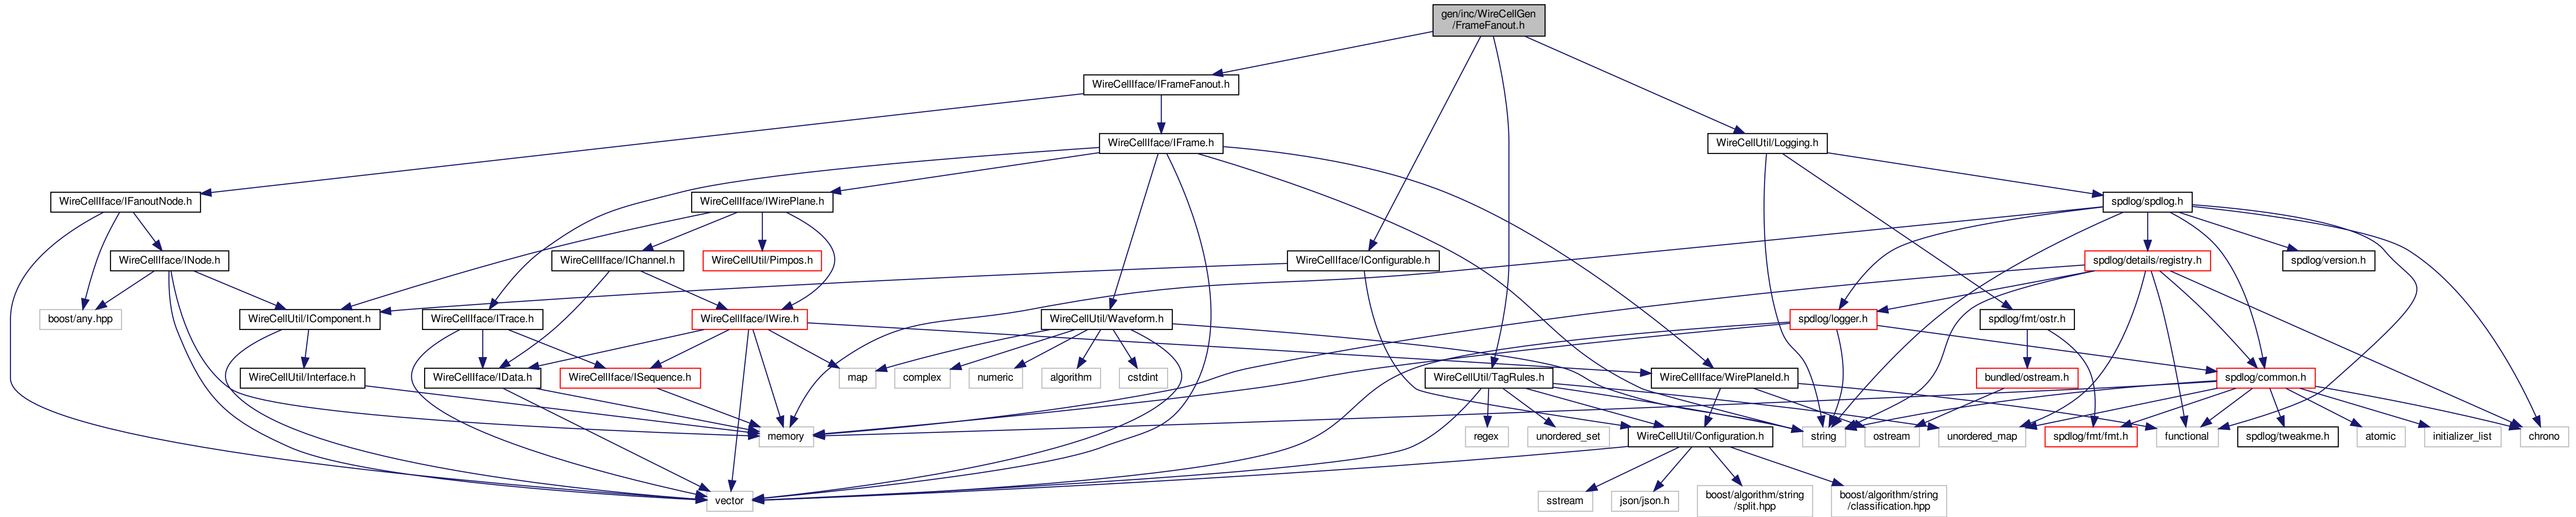 gen/inc/WireCellGen
/FrameFanout.h
WireCellIface/IFrameFanout.h
WireCellIface/IFrame.h
WireCellUtil/Logging.h
WireCellIface/IFanoutNode.h
WireCellIface/IWirePlane.h
spdlog/spdlog.h
WireCellIface/INode.h
WireCellIface/IChannel.h
WireCellUtil/Pimpos.h
WireCellIface/IConfigurable.h
spdlog/details/registry.h
spdlog/version.h
boost/any.hpp
WireCellUtil/IComponent.h
WireCellIface/ITrace.h
WireCellIface/IWire.h
WireCellUtil/Waveform.h
spdlog/logger.h
spdlog/fmt/ostr.h
WireCellUtil/Interface.h
WireCellIface/IData.h
WireCellIface/ISequence.h
map
complex
numeric
algorithm
cstdint
WireCellUtil/TagRules.h
WireCellIface/WirePlaneId.h
bundled/ostream.h
spdlog/common.h
memory
regex
unordered_set
WireCellUtil/Configuration.h
string
ostream
unordered_map
spdlog/fmt/fmt.h
functional
spdlog/tweakme.h
atomic
initializer_list
chrono
vector
sstream
json/json.h
boost/algorithm/string
/split.hpp
boost/algorithm/string
/classification.hpp